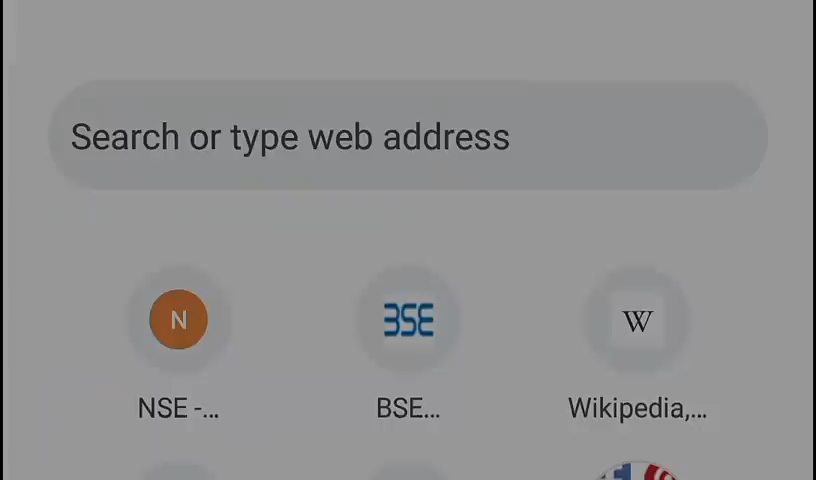 Search or type web address
N
BSE
W
NSE -...
BSE...
Wikipedia,...